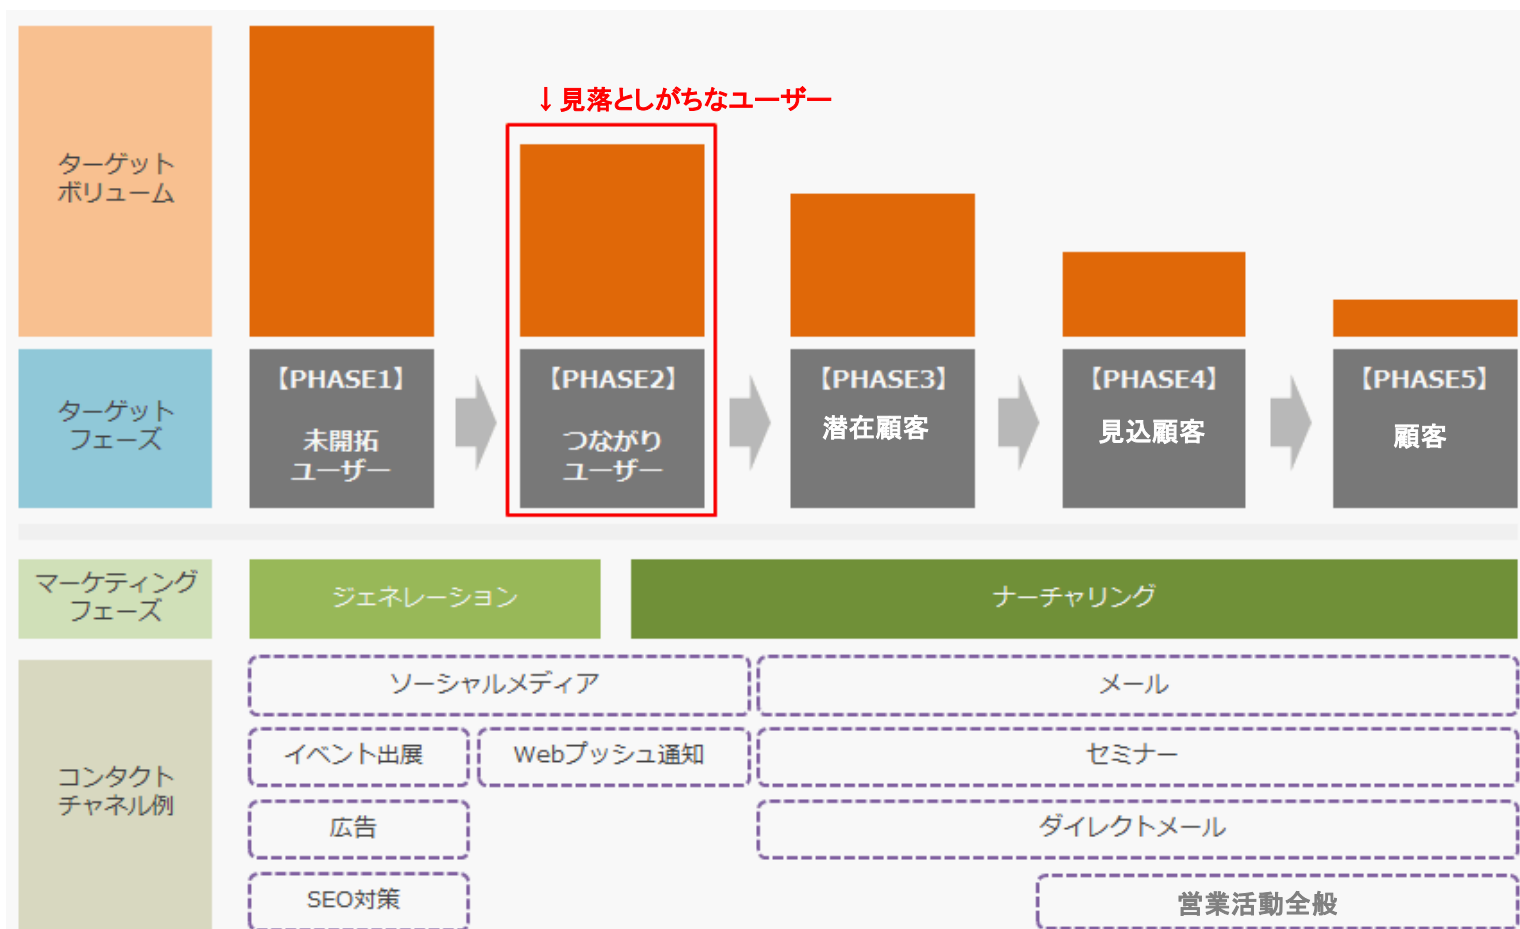 ↓見落としがちなユーザー
ターゲット
ボリューム
ターゲット
フェーズ
【PHASE1】
未開拓
ユーザー
【PHASE2】
つながり
ユーザー
【PHASE3】
潜在顧客
【PHASE4】
見込顧客
【PHASE5】
顧客
マーケティング
フェーズ
ジェネレーション
ナーチャリング
コンタクト
チャネル例
ソーシャルメディア
メール
イベント出展
Webプッシュ通知
セミナー
広告
ダイレクトメール
SEO対策
営業活動全般